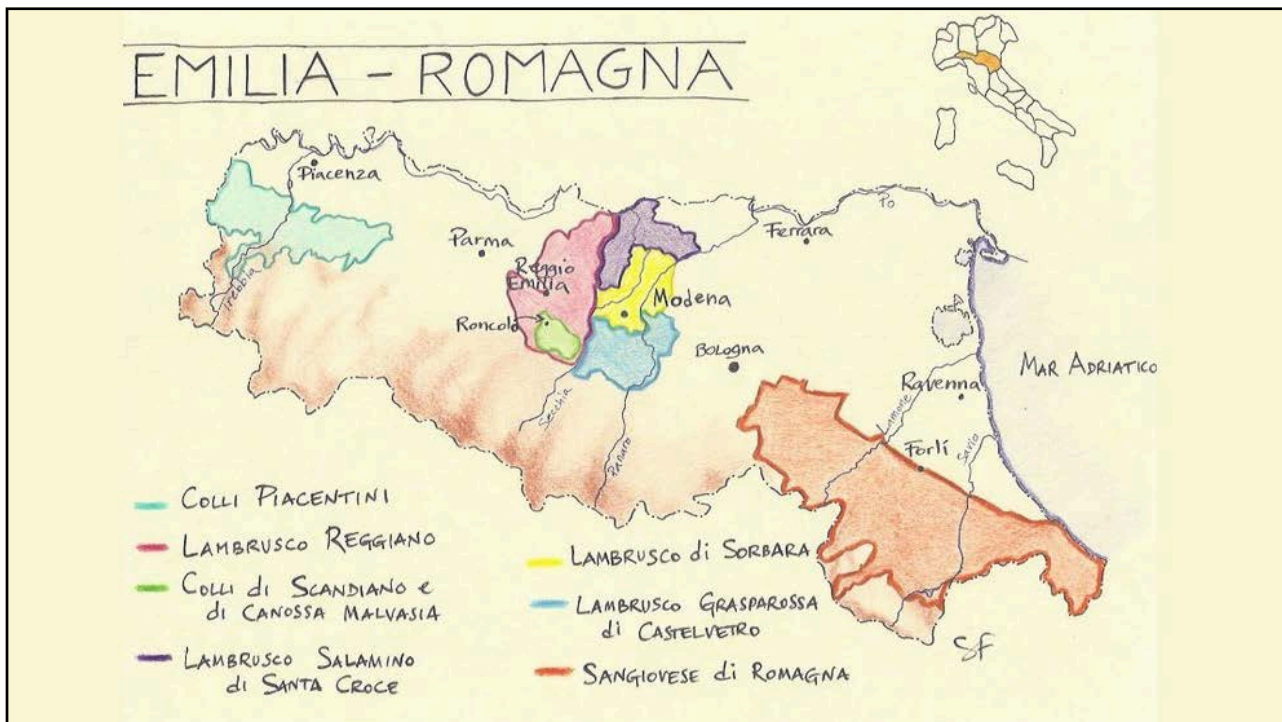 EMILIA - ROMAGNA
Piacenza
Po
Parma
Ferrara
Reggio
Emilia
Modena
Roncolo
Bologna
MAR ADRIATICO
Ravenna
Trebbia
Secchia
Panaro
Lamone
Forlí
Savio
COLLI PIACENTINI
LAMBRUSCO REGGIANO
COLLI di SCANDIANO e
di CANOSSA MALVASIA
LAMBRUSCO SALAMINO
di SANTA CROCE
LAMBRUSCO di SORBARA
LAMBRUSCO GRASPAROSSA
di CASTELVETRO
SANGIOVESE di ROMAGNA
SF